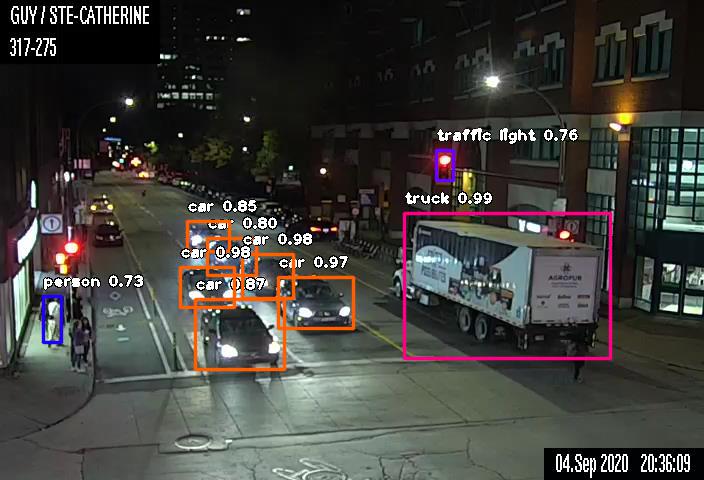 GUY / STE-CATHERINE
317-275
traffic light 0.76
truck 0.99
car 0.85
car 0.80
car 0.98
car 0.98
car 0.97
car 0.87
person 0.73
AGROPUR
04.Sep 2020 20:36:09